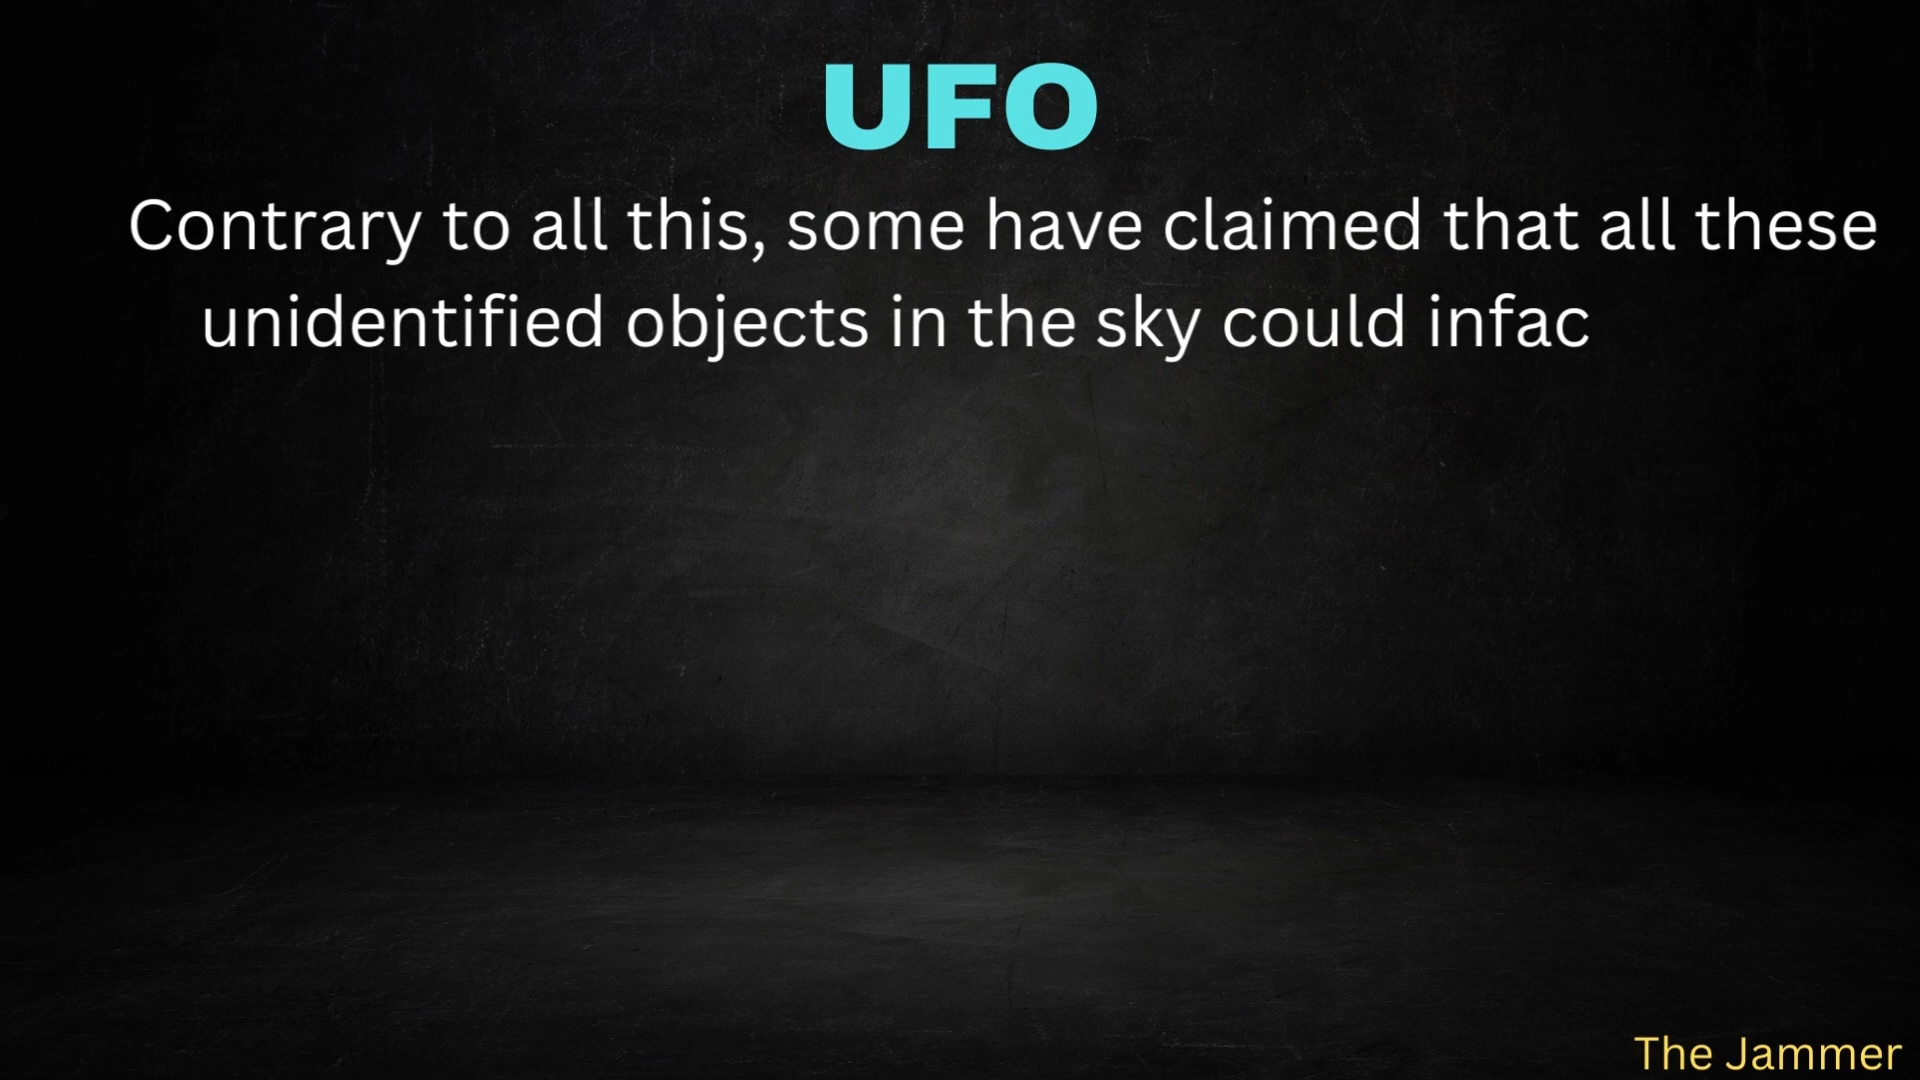 UFO
Contrary to all this, some have claimed that all these
unidentified objects in the sky could infac
The Jammer